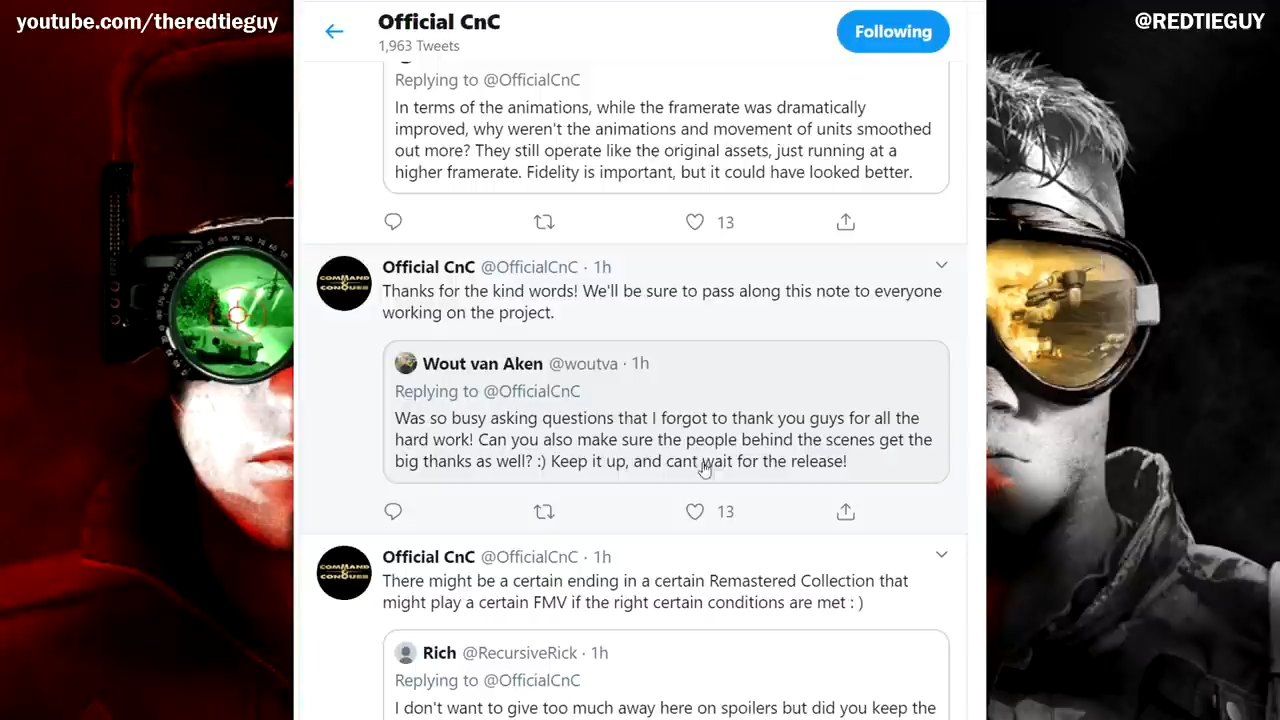 youtube.com/theredtieguy
@REDTIEGUY
Official CnC
1,963 Tweets
Following
Replying to @OfficialCnC
In terms of the animations, while the framerate was dramatically
improved, why weren't the animations and movement of units smoothed
out more? They still operate like the original assets, just running at a
higher framerate. Fidelity is important, but it could have looked better.
13
COMMAND
& CONQUER
Official CnC @OfficialCnC · 1h
Thanks for the kind words! We'll be sure to pass along this note to everyone
working on the project.
Wout van Aken @woutva · 1h
Replying to @OfficialCnC
Was so busy asking questions that I forgot to thank you guys for all the
hard work! Can you also make sure the people behind the scenes get the
big thanks as well? :) Keep it up, and cant wait for the release!
13
COMMAND
& CONQUER
Official CnC @OfficialCnC · 1h
There might be a certain ending in a certain Remastered Collection that
might play a certain FMV if the right certain conditions are met : )
Rich @RecursiveRick · 1h
Replying to @OfficialCnC
I don't want to give too much away here on spoilers but did you keep the